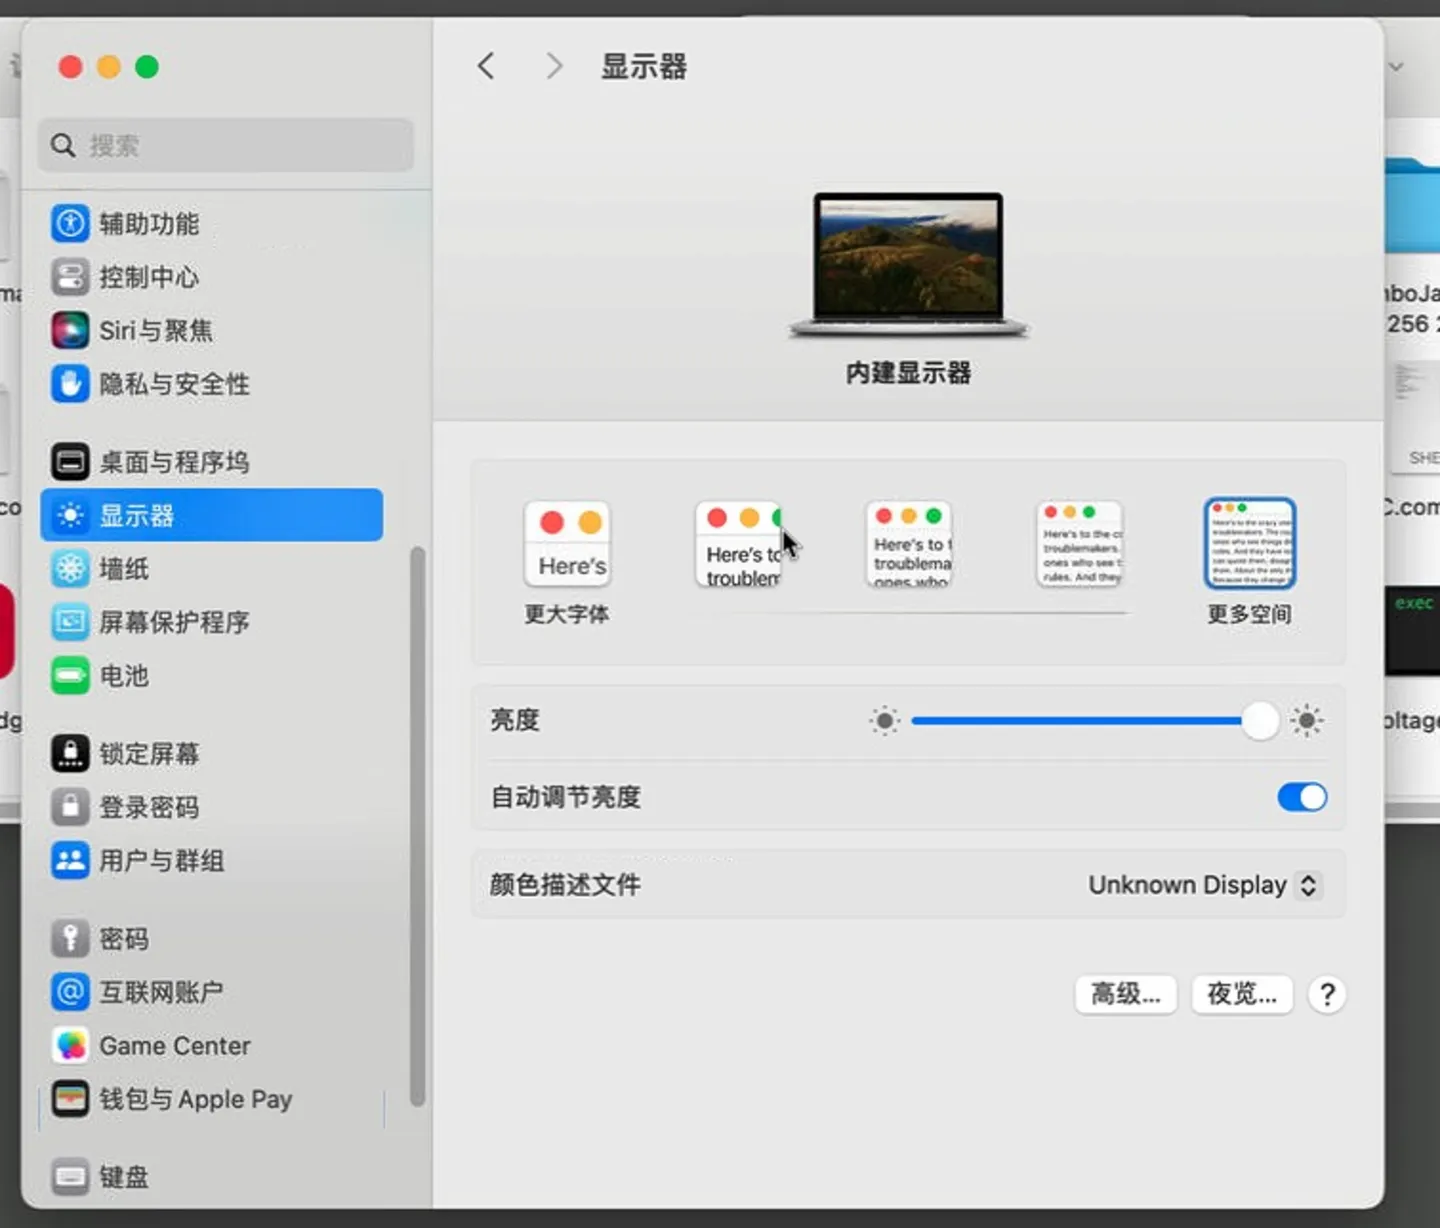 显示器
搜索
辅助功能
控制中心
Siri与聚焦
隐私与安全性
桌面与程序坞
显示器
墙纸
屏幕保护程序
电池
锁定屏幕
登录密码
用户与群组
密码
互联网账户
Game Center
钱包与 Apple Pay
键盘
内建显示器
Here's
更大字体
Here's to
troublem
Here's to t
troublema
ones who
Here's to the c
troublemakers.
ones who see t
rules. And they
更多空间
亮度
自动调节亮度
颜色描述文件
Unknown Display
高级...
夜览...
?
256
SHE
C.com
exec
oltage